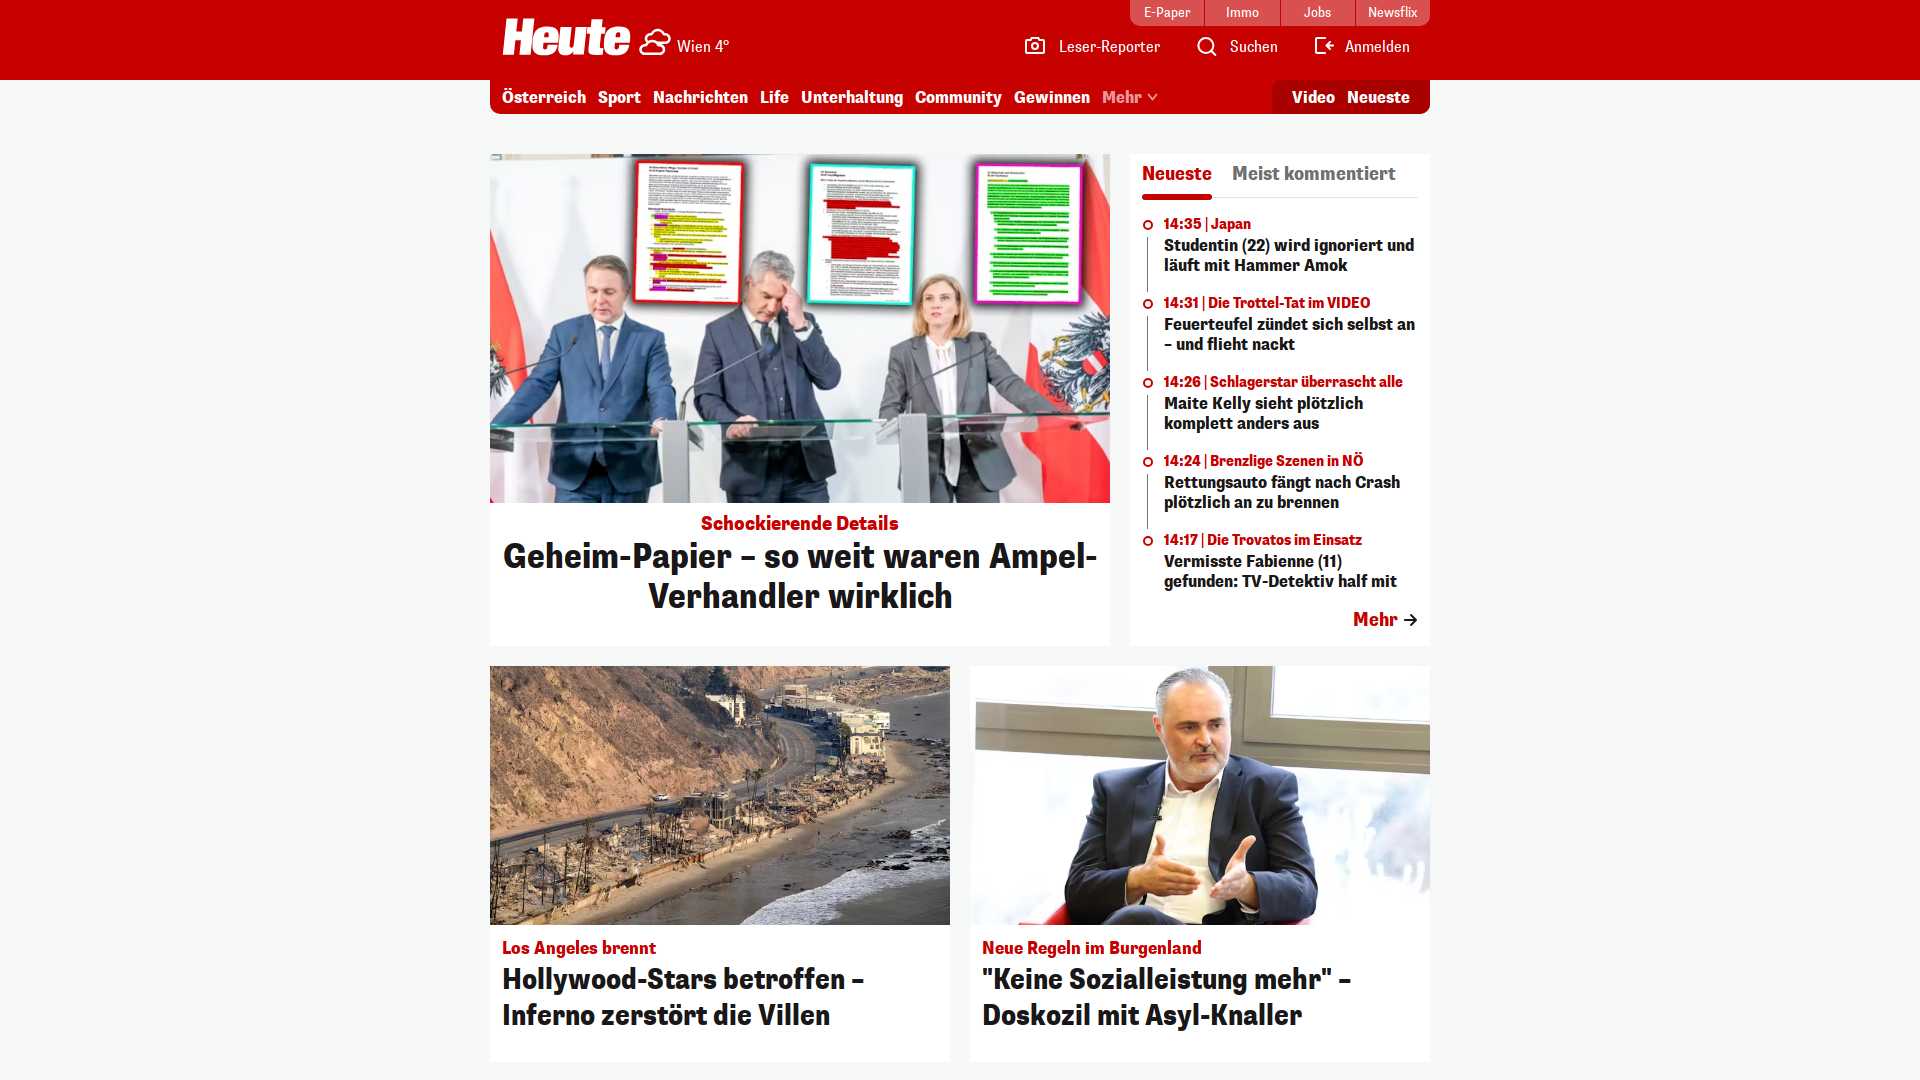 E-Paper
Immo
Jobs
Newsflix
Heute
Wien 4°
Leser-Reporter
Suchen
Anmelden
Österreich
Sport
Nachrichten
Life
Unterhaltung
Community
Gewinnen
Mehr
Video
Neueste
Schockierende Details
Geheim-Papier – so weit waren Ampel-
Verhandler wirklich
Neueste
Meist kommentiert
14:35 | Japan
Studentin (22) wird ignoriert und
läuft mit Hammer Amok
14:31 | Die Trottel-Tat im VIDEO
Feuerteufel zündet sich selbst an
– und flieht nackt
14:26 | Schlagerstar überrascht alle
Maite Kelly sieht plötzlich
komplett anders aus
14:24 | Brenzlige Szenen in NÖ
Rettungsauto fängt nach Crash
plötzlich an zu brennen
14:17 | Die Trovatos im Einsatz
Vermisste Fabienne (11)
gefunden: TV-Detektiv half mit
Mehr
Los Angeles brennt
Hollywood-Stars betroffen –
Inferno zerstört die Villen
Neue Regeln im Burgenland
"Keine Sozialleistung mehr" –
Doskozil mit Asyl-Knaller